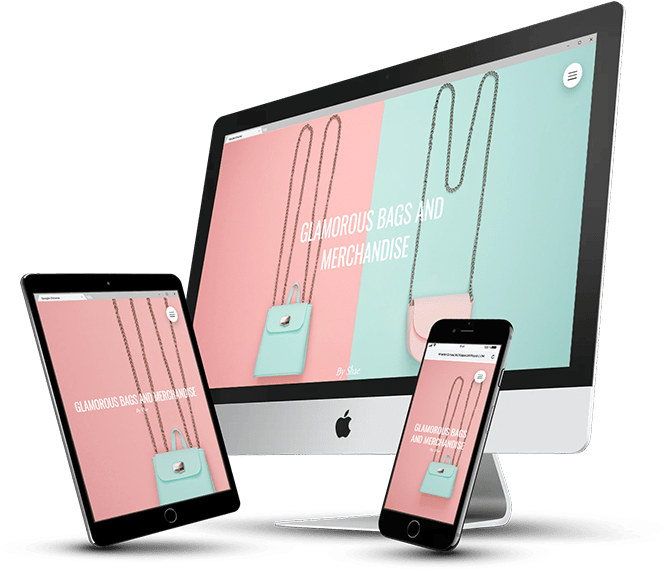 GLAMOROUS BAGS AND
MERCHANDISE
By Shae
GLAMOROUS BAGS AND MERCHANDISE
By Shae
GLAMOROUS BAGS
AND MERCHANDISE
By Shae